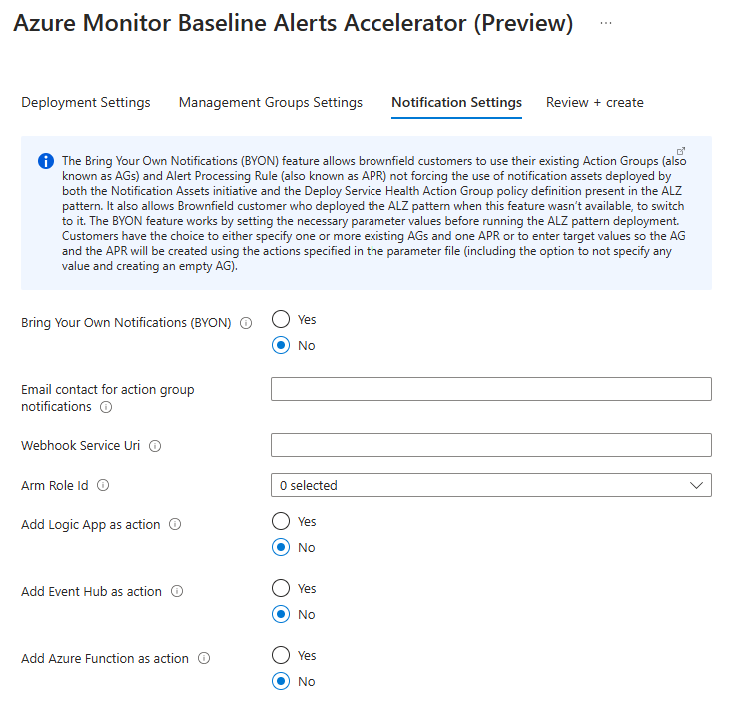 Azure Monitor Baseline Alerts Accelerator (Preview) ...
Deployment Settings Management Groups Settings Notification Settings Review + create
The Bring Your Own Notifications (BYON) feature allows brownfield customers to use their existing Action Groups (also
known as AGs) and Alert Processing Rule (also known as APR) not forcing the use of notification assets deployed by
both the Notification Assets initiative and the Deploy Service Health Action Group policy definition present in the ALZ
pattern. It also allows Brownfield customer who deployed the ALZ pattern when this feature wasn't available, to switch
to it. The BYON feature works by setting the necessary parameter values before running the ALZ pattern deployment.
Customers have the choice to either specify one or more existing AGs and one APR or to enter target values so the AG
and the APR will be created using the actions specified in the parameter file (including the option to not specify any
value and creating an empty AG).
Bring Your Own Notifications (BYON) Yes
No
Email contact for action group
notifications
Webhook Service Uri
Arm Role Id 0 selected
Add Logic App as action Yes
No
Add Event Hub as action Yes
No
Add Azure Function as action Yes
No